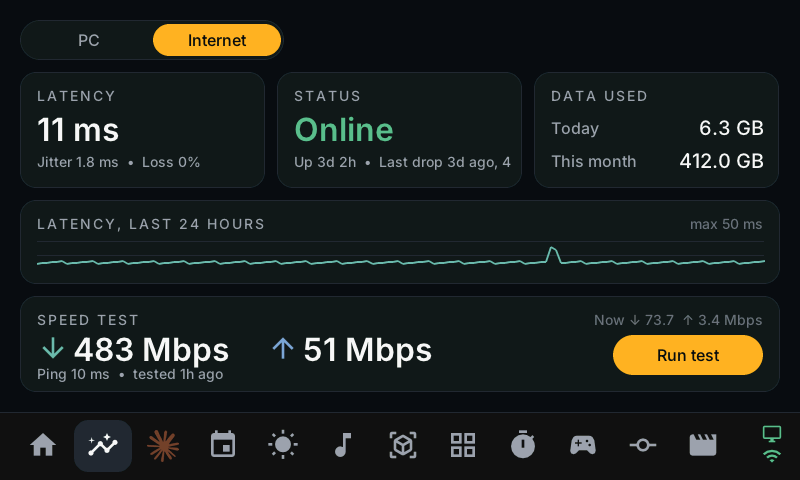 PC
Internet
LATENCY
11 ms
Jitter 1.8 ms • Loss 0%
STATUS
Online
Up 3d 2h • Last drop 3d ago, 4
DATA USED
Today 6.3 GB
This month 412.0 GB
LATENCY, LAST 24 HOURS
max 50 ms
SPEED TEST
Now ↓ 73.7 ↑ 3.4 Mbps
↓ 483 Mbps ↑ 51 Mbps
Run test
Ping 10 ms • tested 1h ago